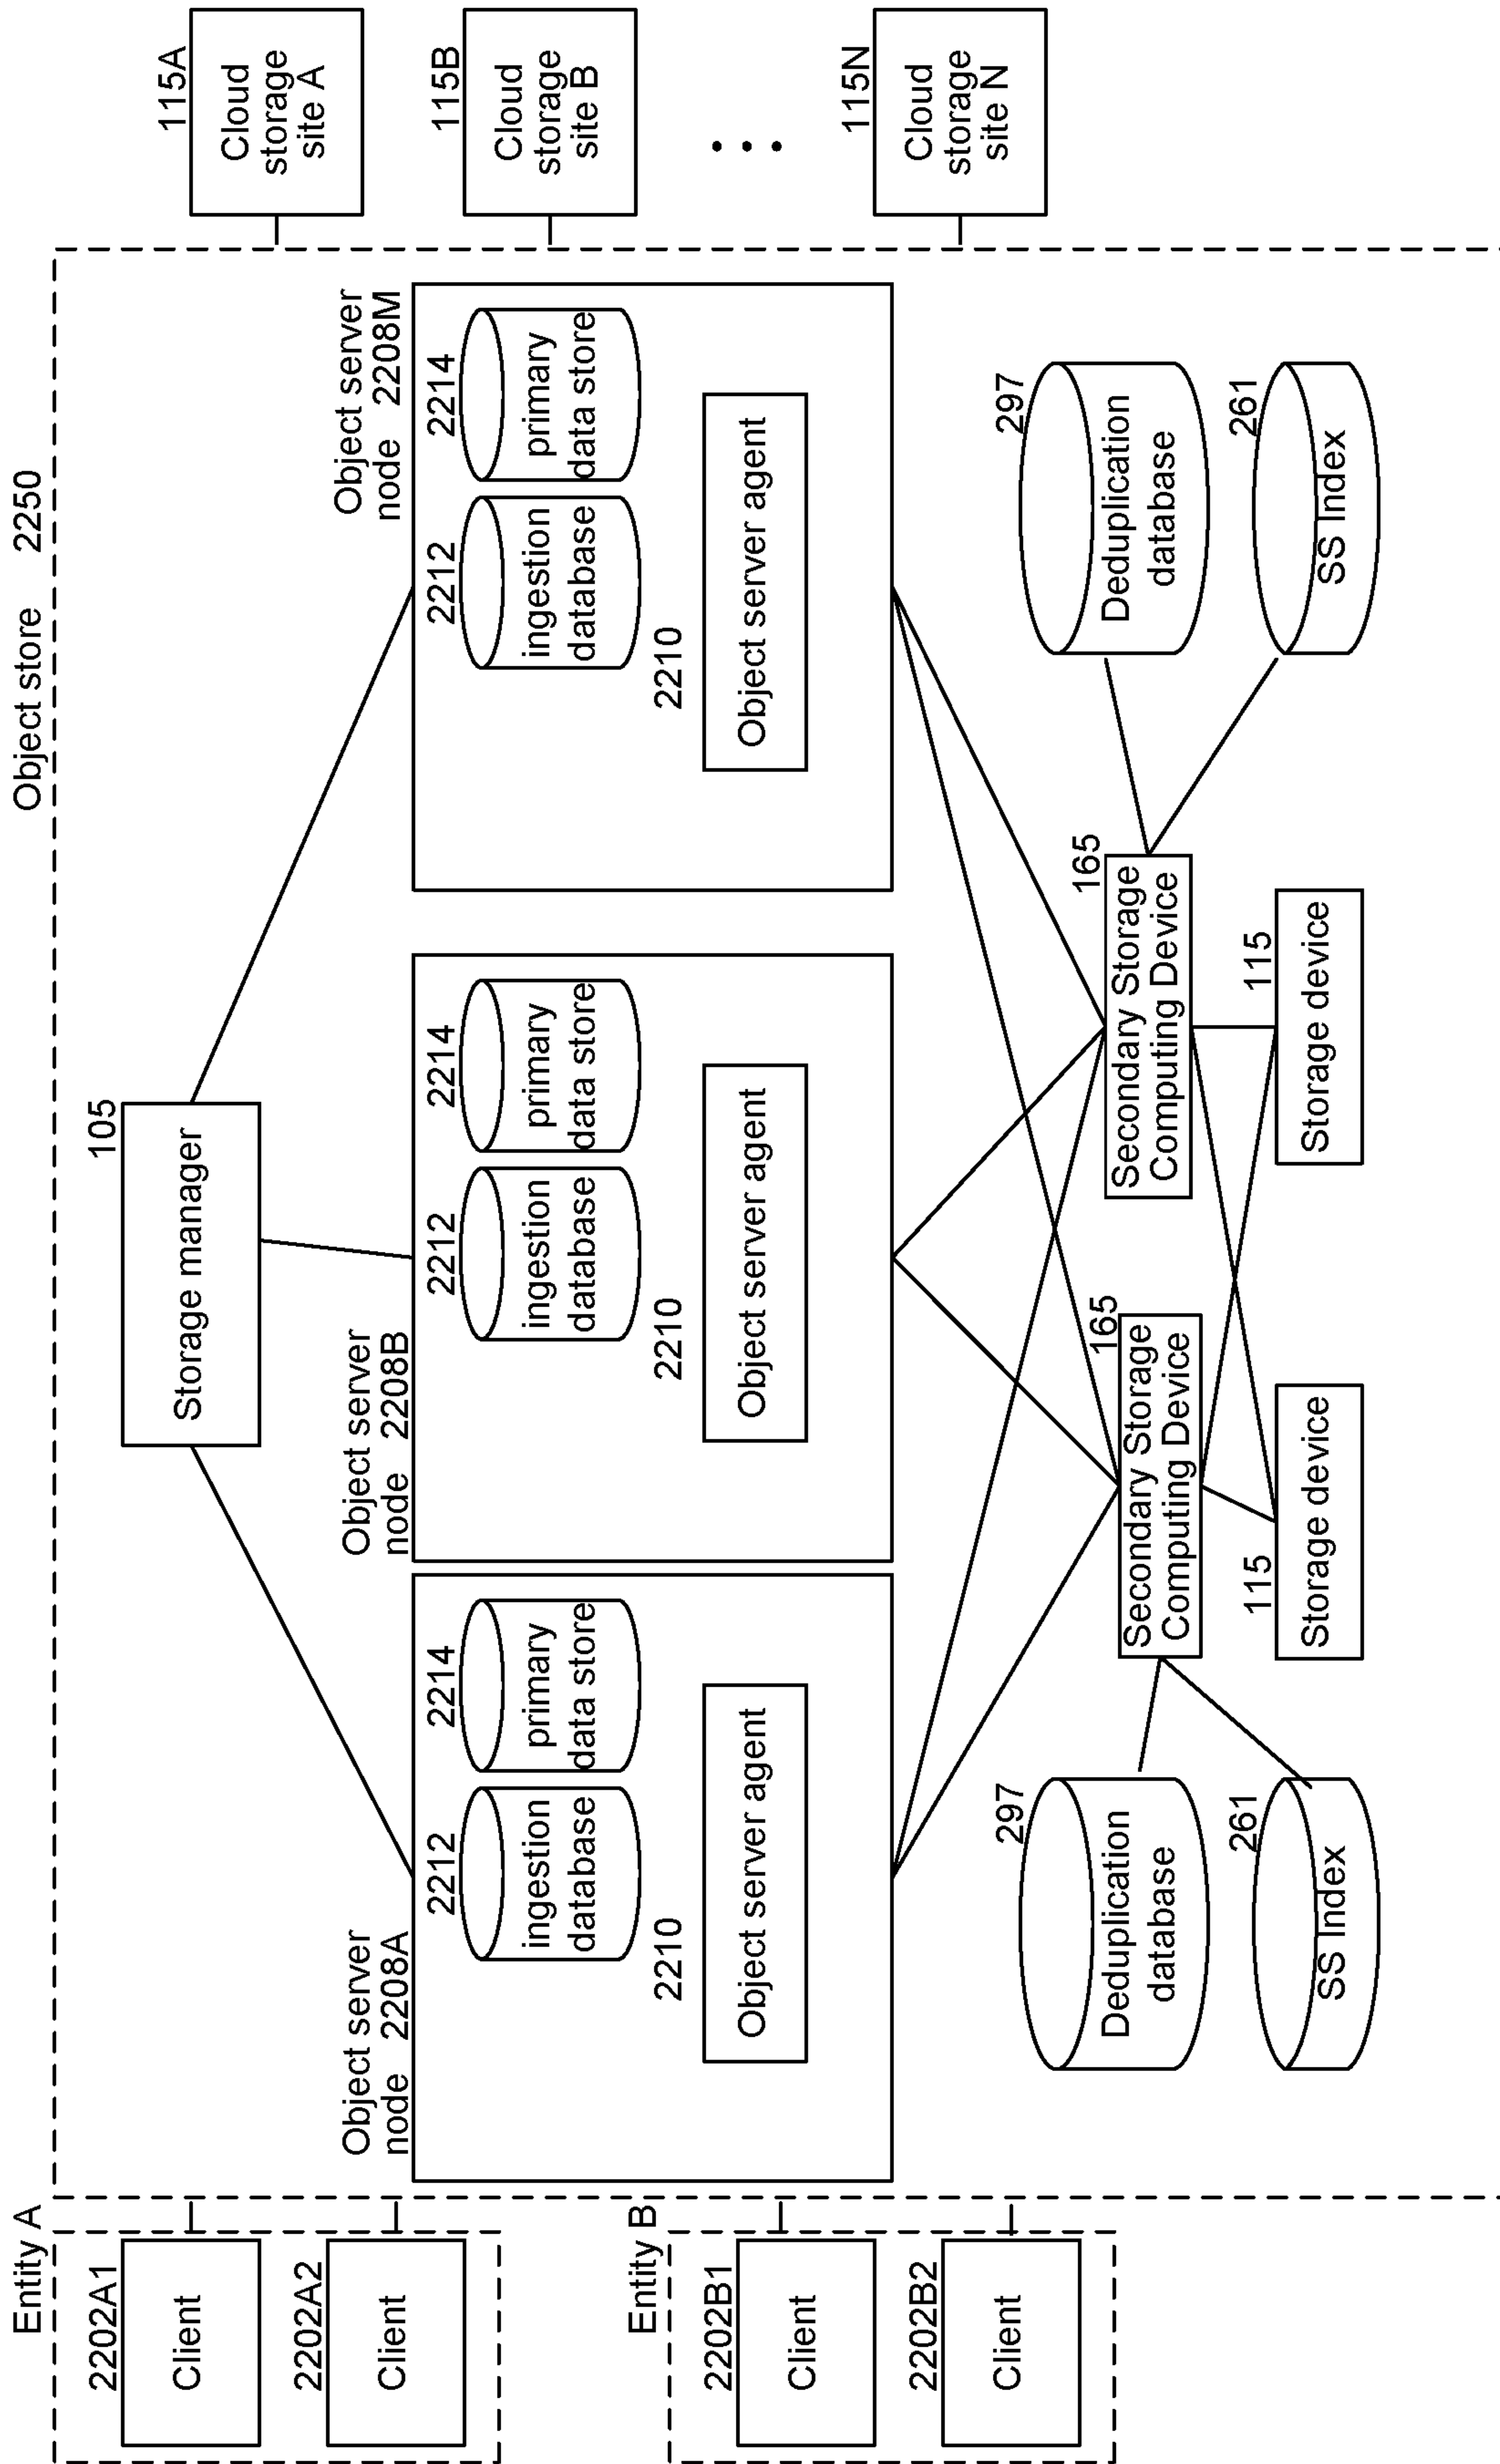 Object store 2250
Entity A
2202A1
Client
2202A2
Client
Entity B
2202B1
Client
2202B2
Client
105
Storage manager
Object server
node 2208A
2212
ingestion
database
2214
primary
data store
2210
Object server agent
Object server
node 2208B
2212
ingestion
database
2214
primary
data store
2210
Object server agent
Object server
node 2208M
2212
ingestion
database
2214
primary
data store
2210
Object server agent
297
Deduplication
database
261
SS Index
165
Secondary Storage
Computing Device
115
Storage device
165
Secondary Storage
Computing Device
115
Storage device
297
Deduplication
database
261
SS Index
115A
Cloud
storage
site A
115B
Cloud
storage
site B
115N
Cloud
storage
site N